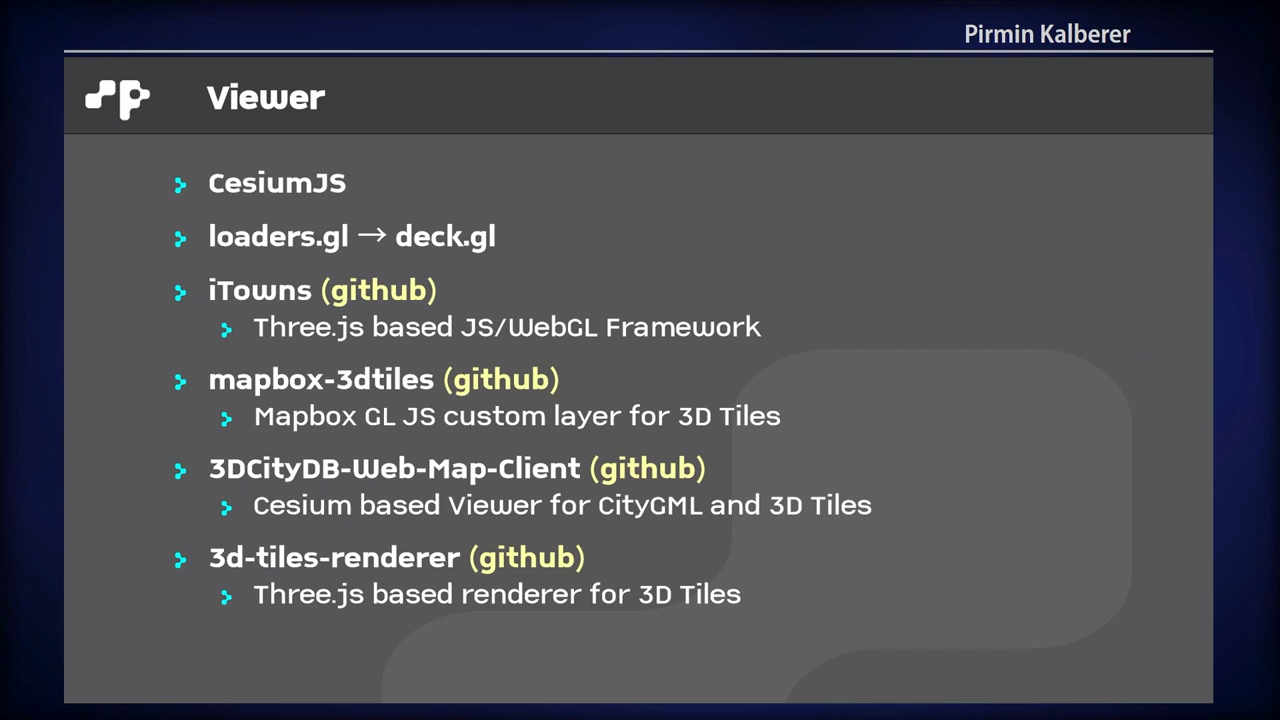 Pirmin Kalberer
Viewer
CesiumJS
loaders.gl → deck.gl
iTowns (github)
Three.js based JS/WebGL Framework
mapbox-3dtiles (github)
Mapbox GL JS custom layer for 3D Tiles
3DCityDB-Web-Map-Client (github)
Cesium based Viewer for CityGML and 3D Tiles
3d-tiles-renderer (github)
Three.js based renderer for 3D Tiles